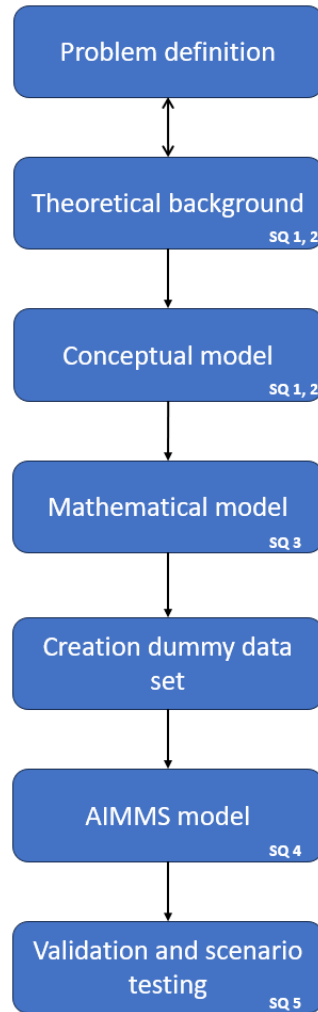 Problem definition
Theoretical background
SQ 1, 2
Conceptual model
SQ 1, 2
Mathematical model
SQ 3
Creation dummy data
set
AIMMS model
SQ 4
Validation and scenario
testing
SQ 5